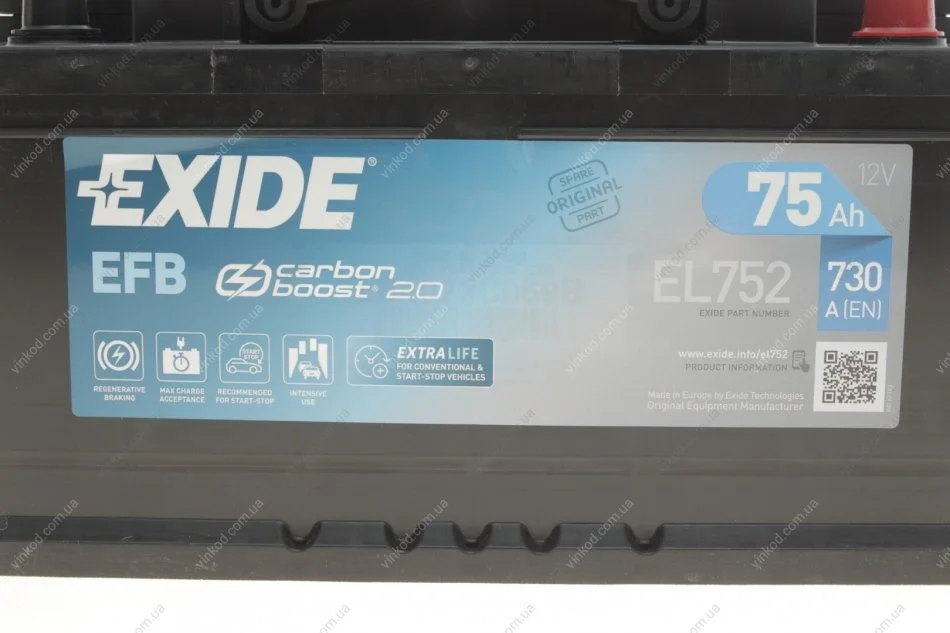 EXIDE®
SPARE
ORIGINAL
PART
12V
75 Ah
EFB
carbon
boost® 2.0
EL752
EXIDE PART NUMBER
730
A (EN)
START
STOP
REGENERATIVE
BRAKING
MAX CHARGE
ACCEPTANCE
RECOMMENDED
FOR START-STOP
INTENSIVE
USE
EXTRA LIFE
FOR CONVENTIONAL &
START-STOP VEHICLES
www.exide.info/el752
PRODUCT INFORMATION
Made in Europe by Exide Technologies
Original Equipment Manufacturer
vinkod.com.ua